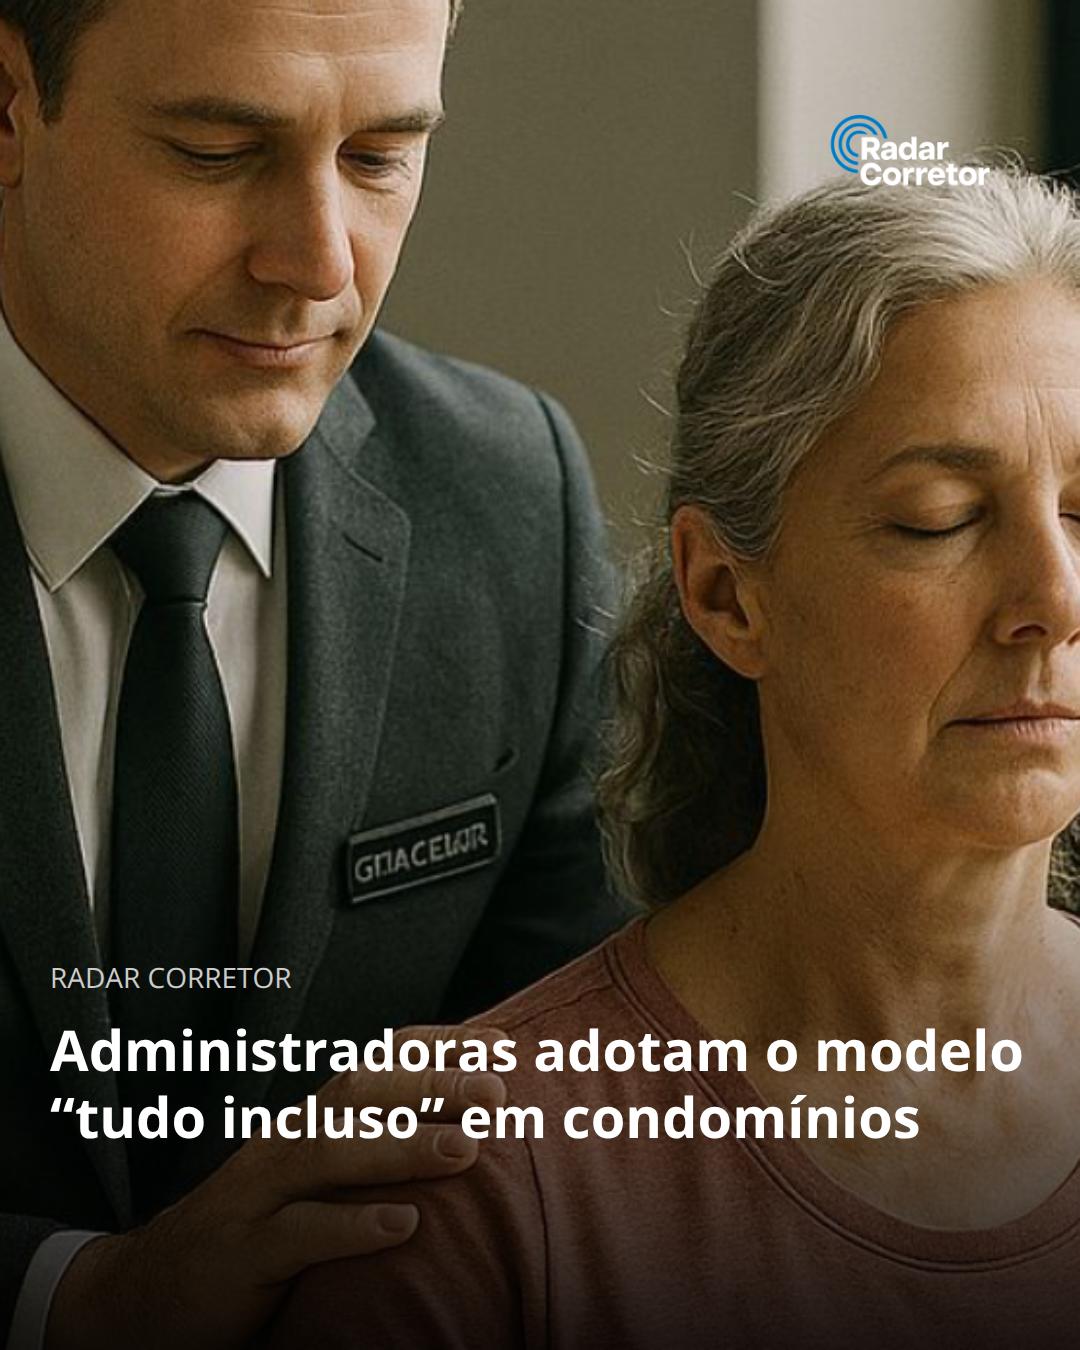 Radar
Corretor
RADAR CORRETOR
Administradoras adotam o modelo
“tudo incluso” em condomínios